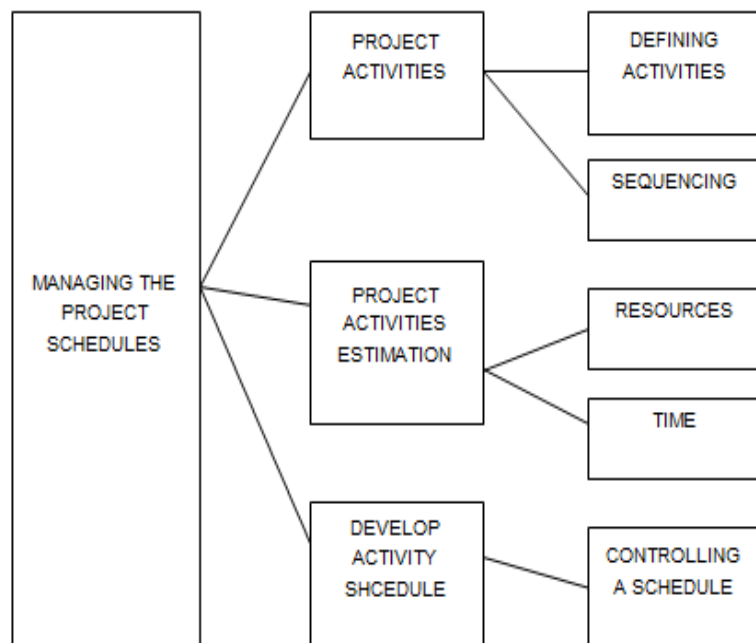 MANAGING THE
PROJECT
SCHEDULES
PROJECT
ACTIVITIES
DEFINING
ACTIVITIES
SEQUENCING
PROJECT
ACTIVITIES
ESTIMATION
RESOURCES
TIME
DEVELOP
ACTIVITY
SHCEDULE
CONTROLLING
A SCHEDULE